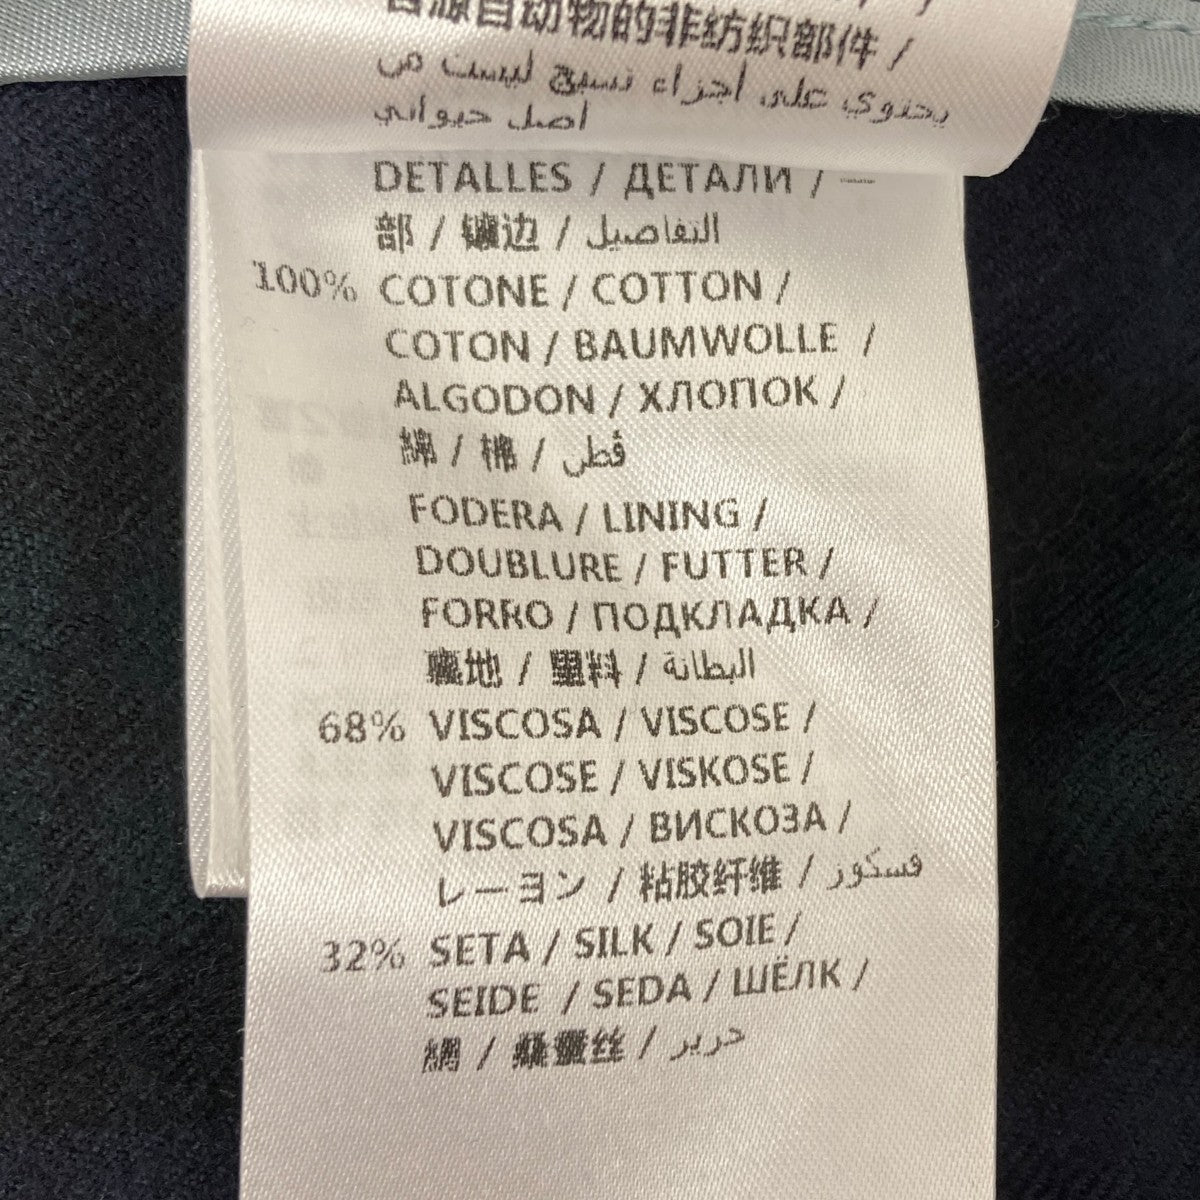 含源自动物的非纺织部件 /
يحتوي على أجزاء نسيج ليست من
اصل حيواني
DETALLES / ДЕТАЛИ /
部 / 镶边 / التفاصيل
100% COTONE / COTTON /
COTON / BAUMWOLLE /
ALGODON / ХЛОПОК /
綿 / 棉 / قطن
FODERA / LINING /
DOUBLURE / FUTTER /
FORRO / ПОДКЛАДКА /
裏地 / 里料 / البطانة
68% VISCOSA / VISCOSE /
VISCOSE / VISKOSE /
VISCOSA / ВИСКОЗА /
レーヨン / 粘胶纤维 / فسكوز
32% SETA / SILK / SOIE /
SEIDE / SEDA / ШЁЛК /
絹 / 桑蚕丝 / حرير